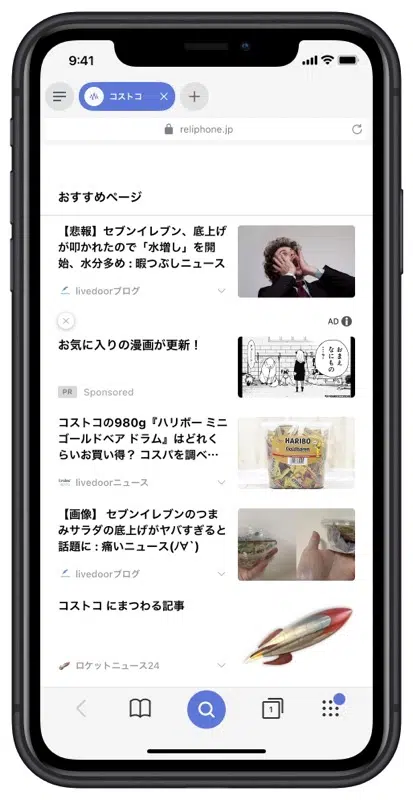 9:41
コストコ
reliphone.jp
おすすめページ
【悲報】セブンイレブン、底上げ
が叩かれたので「水増し」を開
始、水分多め : 暇つぶしニュース
livedoorブログ
AD
お気に入りの漫画が更新！
おまえ
なにもの
…?
PR Sponsored
コストコの980g『ハリボー ミニ
ゴールドベア ドラム』はどれく
らいお買い得？ コスパを調べ…
HARIBO
livedoorニュース
【画像】 セブンイレブンのつま
みサラダの底上げがヤバすぎると
話題に : 痛いニュース(ﾉ∀`)
livedoorブログ
コストコ にまつわる記事
ロケットニュース24
1